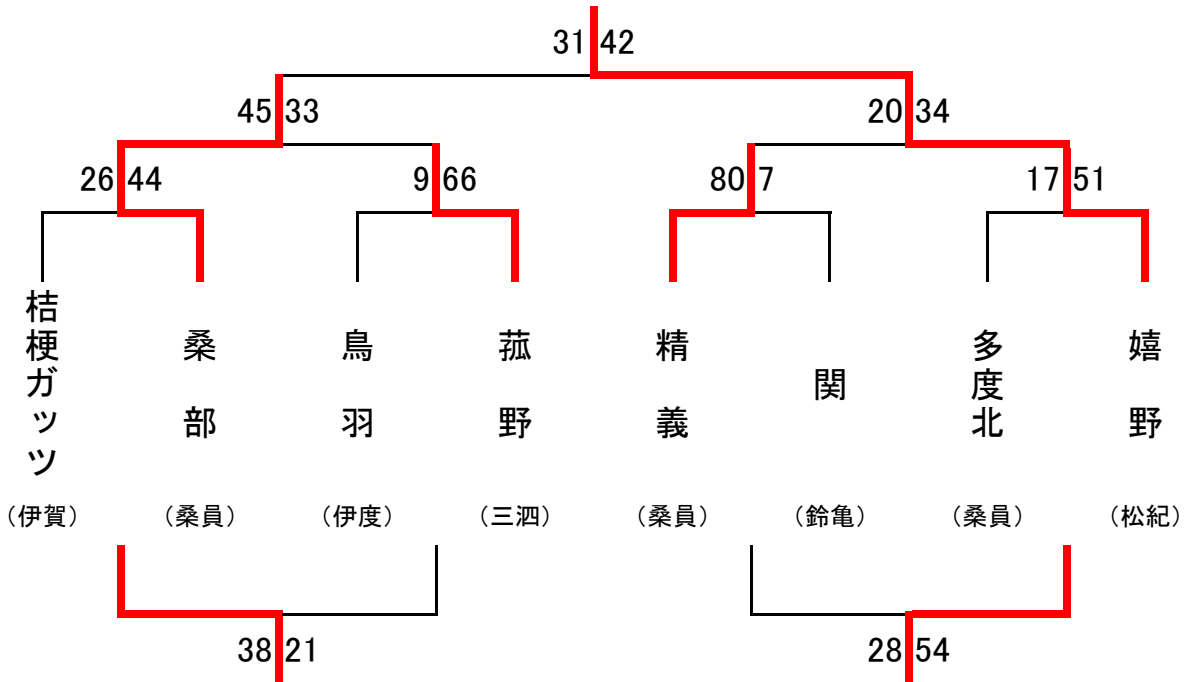 31 42
45 33
20 34
26 44
9 66
80 7
17 51
桔梗ガッツ
桑部
鳥羽
菰野
精義
関
多度北
嬉野
（伊賀）
（桑員）
（伊度）
（三泗）
（桑員）
（鈴亀）
（桑員）
（松紀）
38 21
28 54